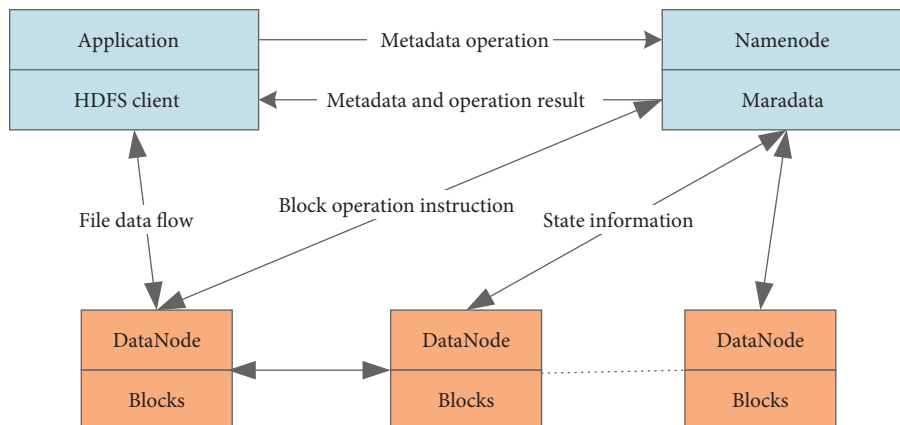 Application
Metadata operation
Namenode
HDFS client
Metadata and operation result
Maradata
Block operation instruction
File data flow
State information
DataNode
DataNode
DataNode
Blocks
Blocks
Blocks